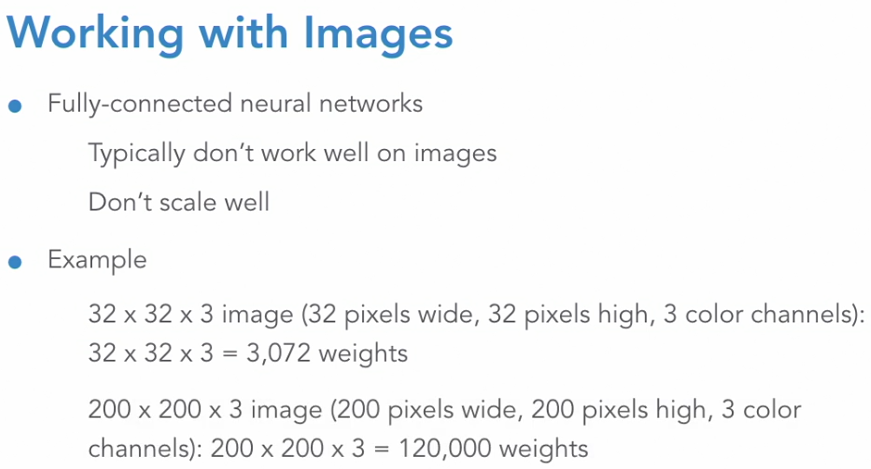 Working with Images
● Fully-connected neural networks
Typically don't work well on images
Don't scale well
● Example
32 x 32 x 3 image (32 pixels wide, 32 pixels high, 3 color channels):
32 x 32 x 3 = 3,072 weights
200 x 200 x 3 image (200 pixels wide, 200 pixels high, 3 color
channels): 200 x 200 x 3 = 120,000 weights